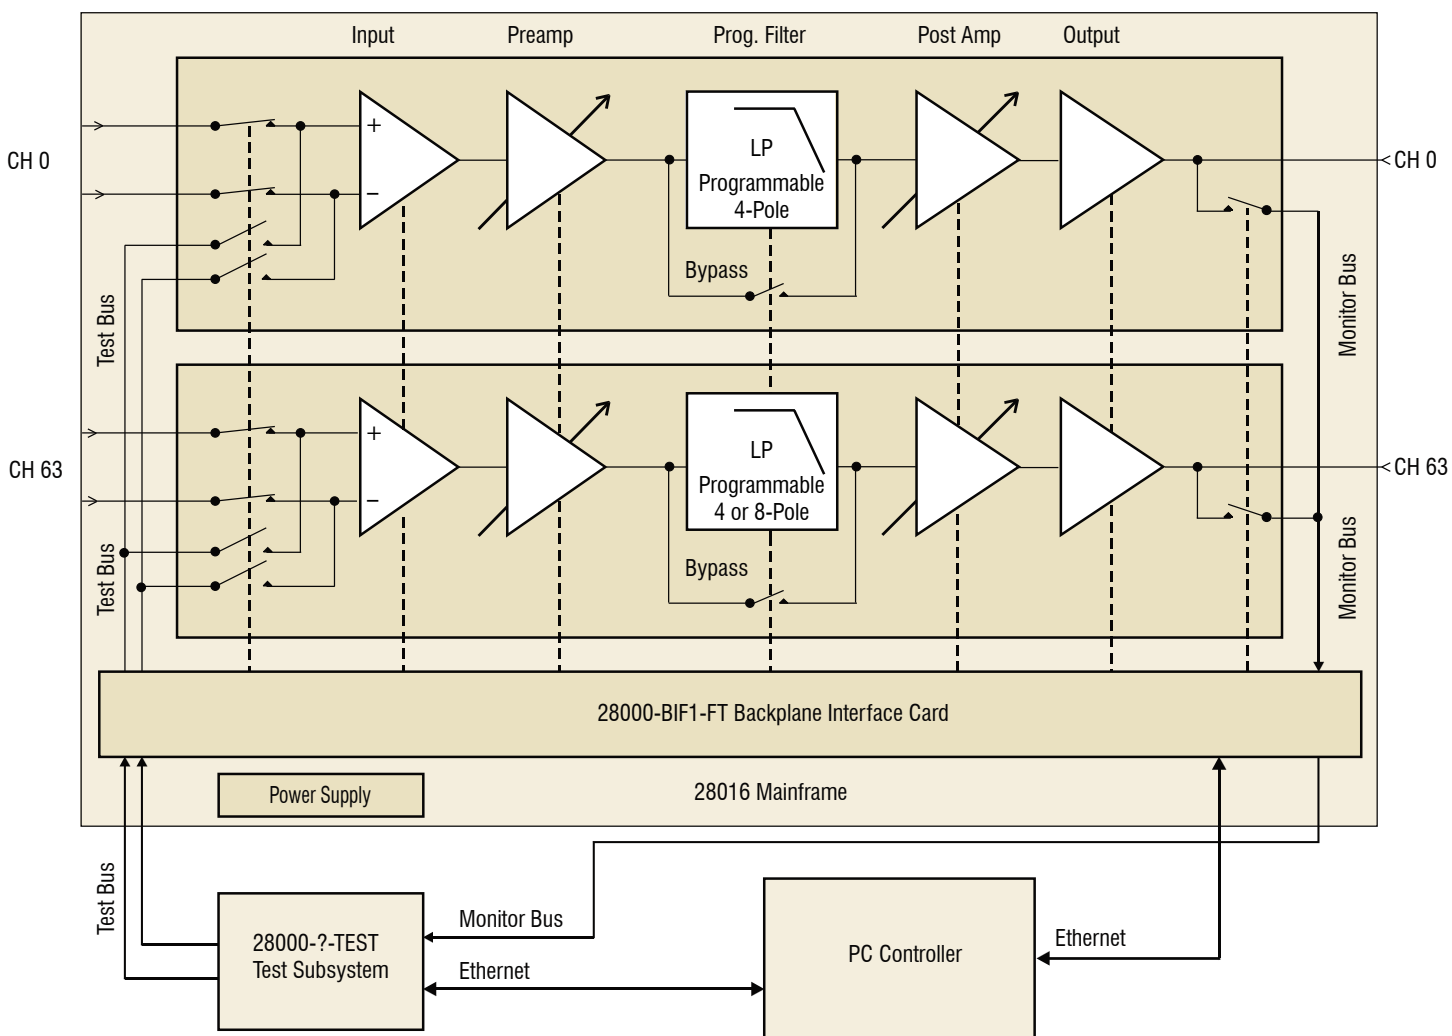 Input
Preamp
Prog. Filter
Post Amp
Output
CH 0
+
−
LP
Programmable
4-Pole
Bypass
CH 0
Test Bus
Monitor Bus
CH 63
+
−
LP
Programmable
4 or 8-Pole
Bypass
CH 63
Test Bus
Monitor Bus
28000-BIF1-FT Backplane Interface Card
Power Supply
28016 Mainframe
Test Bus
28000-?-TEST
Test Subsystem
Monitor Bus
Ethernet
PC Controller
Ethernet